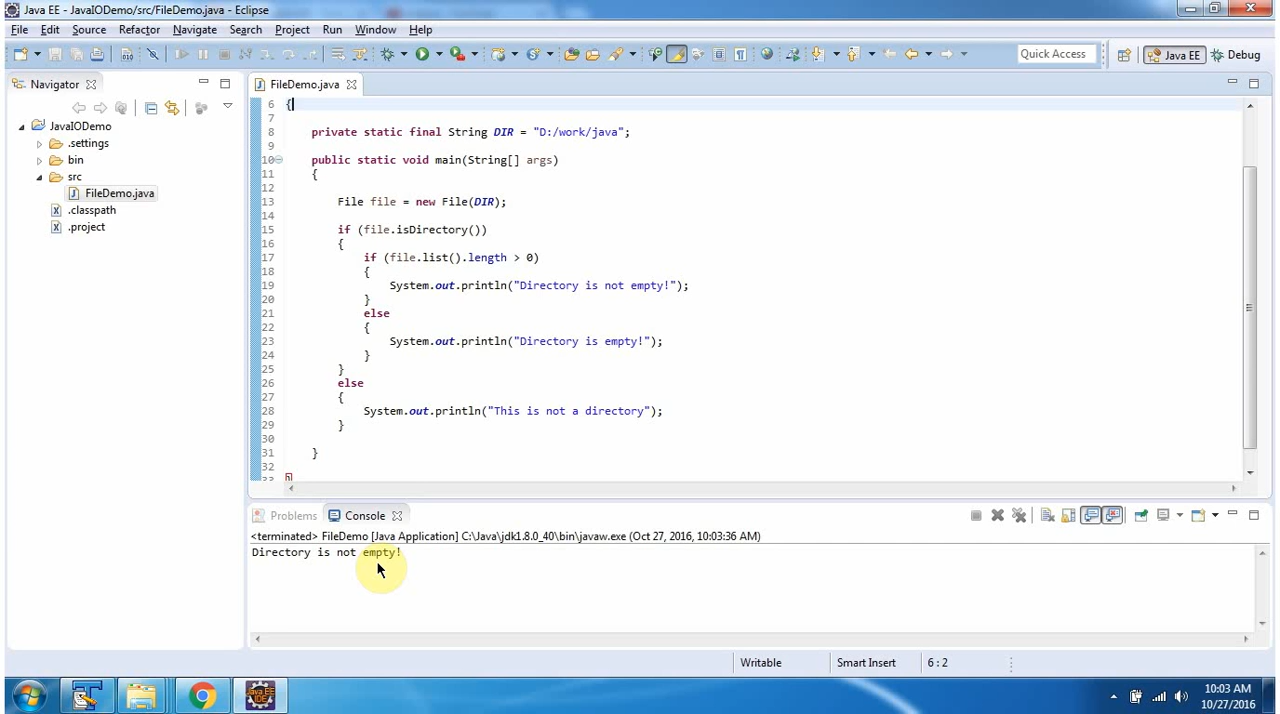 Java EE - JavaIODemo/src/FileDemo.java - Eclipse
File Edit Source Refactor Navigate Search Project Run Window Help
Quick Access Java EE Debug
Navigator
JavaIODemo
.settings
bin
src
FileDemo.java
.classpath
.project
FileDemo.java
6 {
7
8 private static final String DIR = "D:/work/java";
9
10 public static void main(String[] args)
11 {
12
13 File file = new File(DIR);
14
15 if (file.isDirectory())
16 {
17 if (file.list().length > 0)
18 {
19 System.out.println("Directory is not empty!");
20 }
21 else
22 {
23 System.out.println("Directory is empty!");
24 }
25 }
26 else
27 {
28 System.out.println("This is not a directory");
29 }
30
31 }
32
33 }
Problems Console
<terminated> FileDemo [Java Application] C:\Java\jdk1.8.0_40\bin\javaw.exe (Oct 27, 2016, 10:03:36 AM)
Directory is not empty!
Writable Smart Insert 6 : 2
Java EE IDE
10:03 AM
10/27/2016